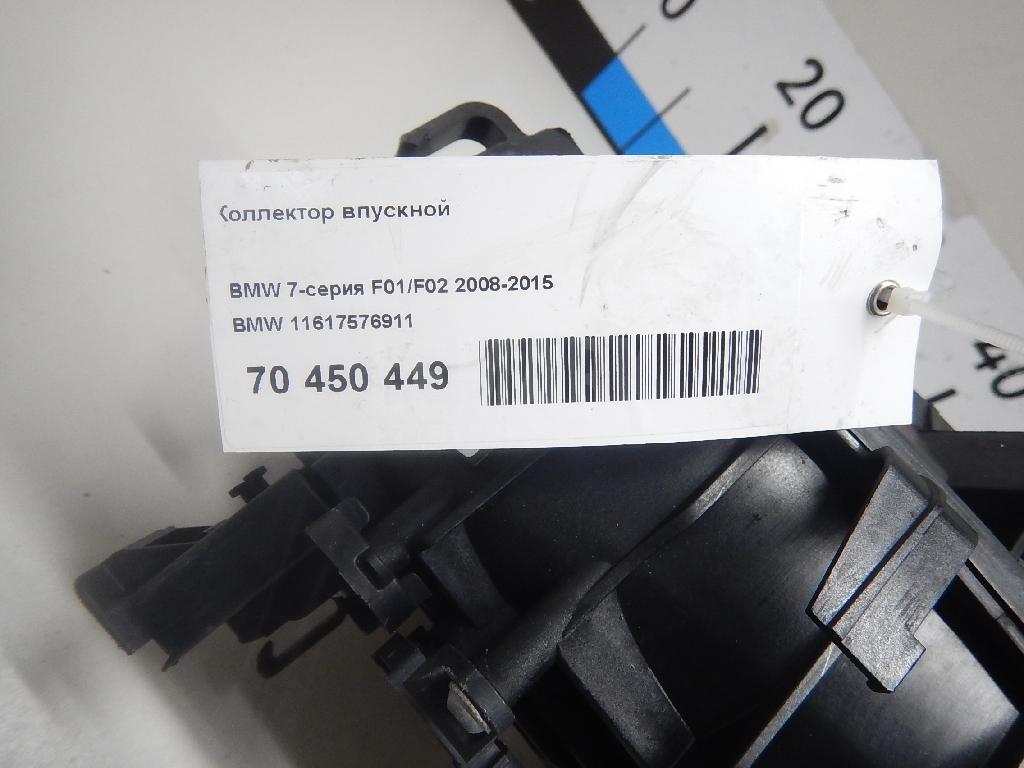 20
Коллектор впускной
BMW 7-серия F01/F02 2008-2015
BMW 11617576911
70 450 449
40